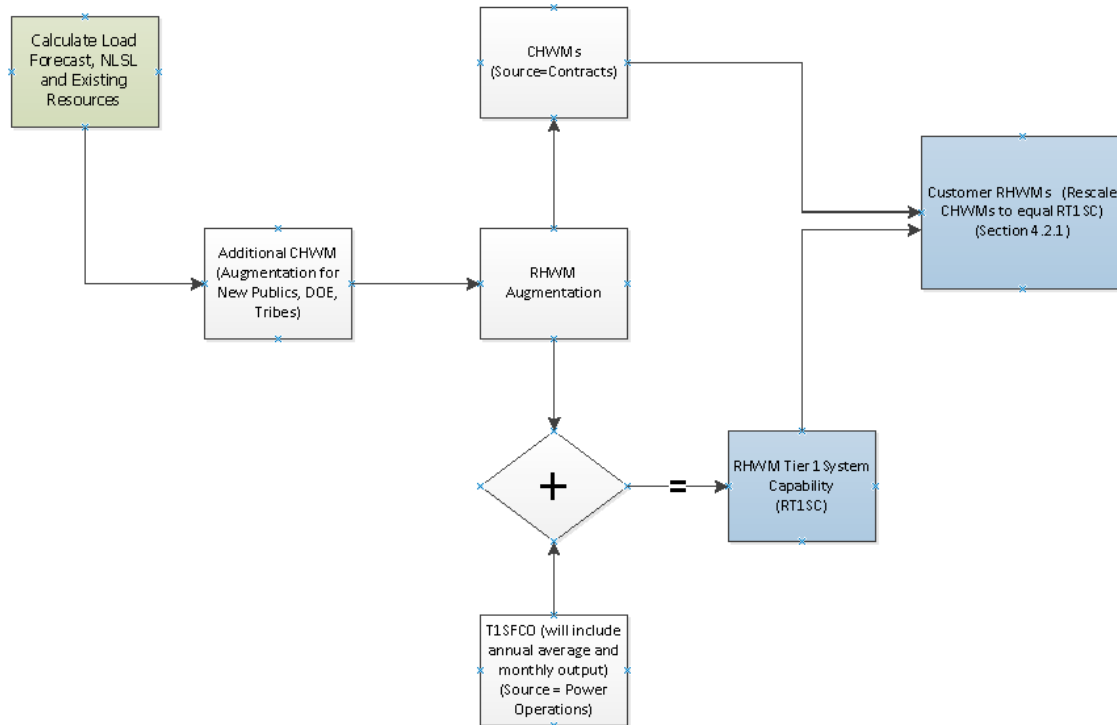 Calculate Load
Forecast, NLSL
and Existing
Resources
CHWMs
(Source=Contracts)
Customer RHWMs (Rescale
CHWMs to equal RT1SC)
(Section 4.2.1)
Additional CHWM
(Augmentation for
New Publics, DOE,
Tribes)
RHWM
Augmentation
+
=
RHWM Tier 1 System
Capability
(RT1SC)
T1SFCO (will include
annual average and
monthly output)
(Source = Power
Operations)